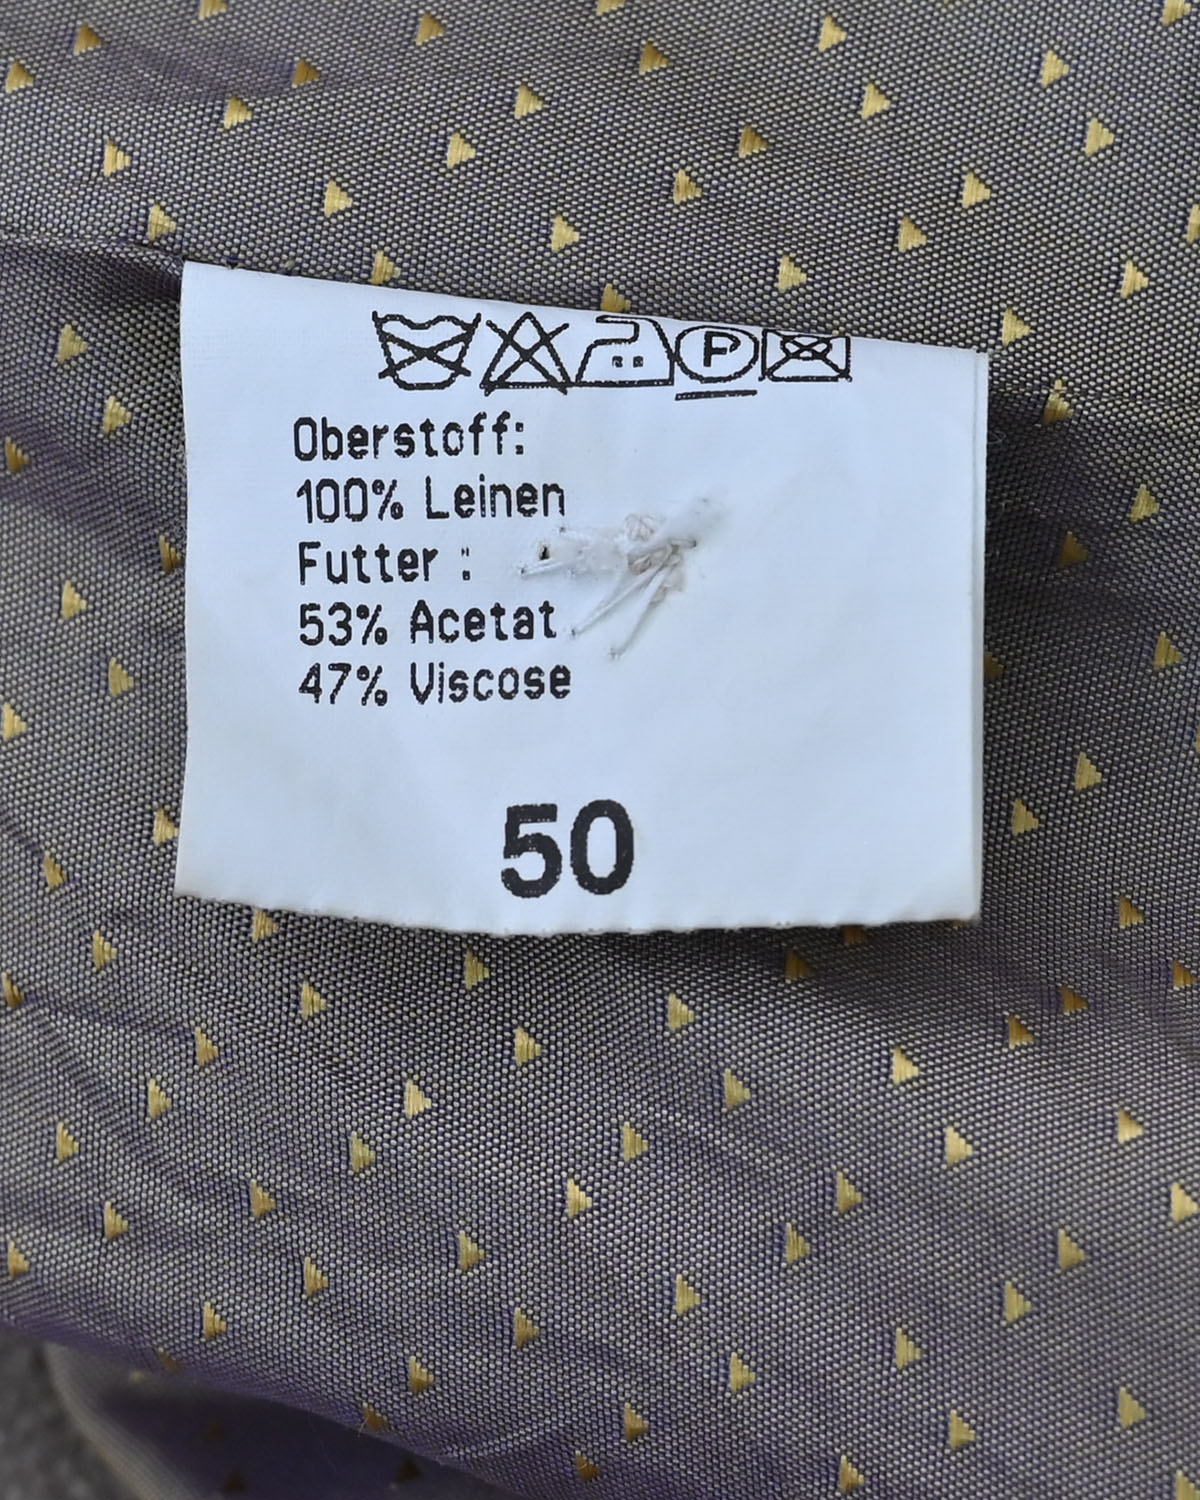 P
Oberstoff:
100% Leinen
Futter :
53% Acetat
47% Viscose
50